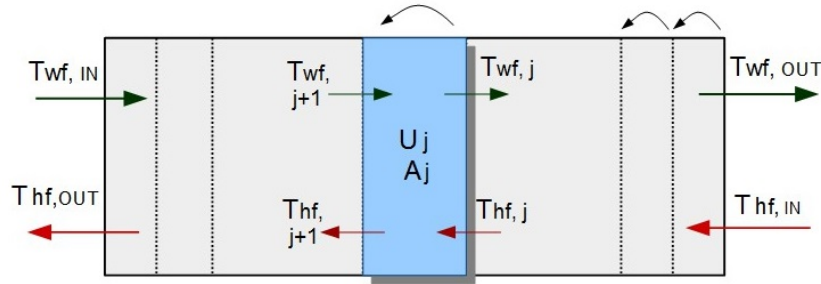 Twf, IN
Twf,
j+1
Twf, j
Twf, OUT
Uj
Aj
Thf,OUT
Thf,
j+1
Thf, j
Thf, IN